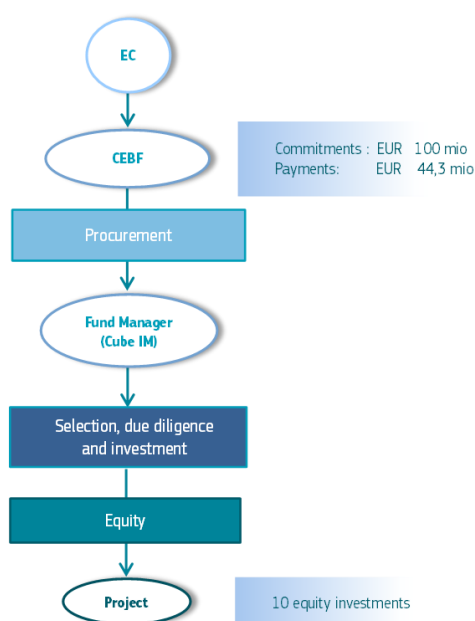 EC
CEBF
Commitments : EUR 100 mio
Payments: EUR 44,3 mio
Procurement
Fund Manager
(Cube IM)
Selection, due diligence
and investment
Equity
Project
10 equity investments